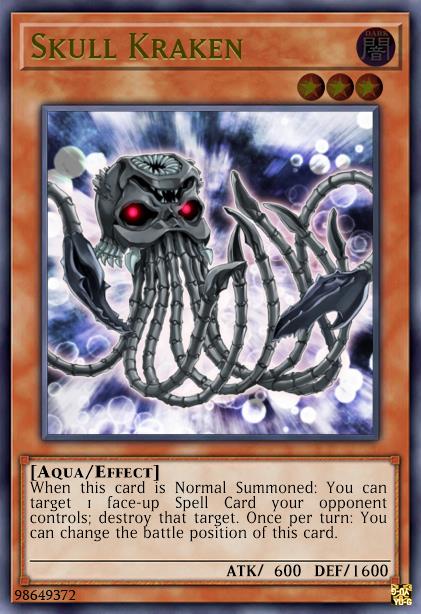 Skull Kraken
DARK
闇
[Aqua/Effect]
When this card is Normal Summoned: You can
target 1 face-up Spell Card your opponent
controls; destroy that target. Once per turn: You
can change the battle position of this card.
ATK/ 600 DEF/1600
98649372